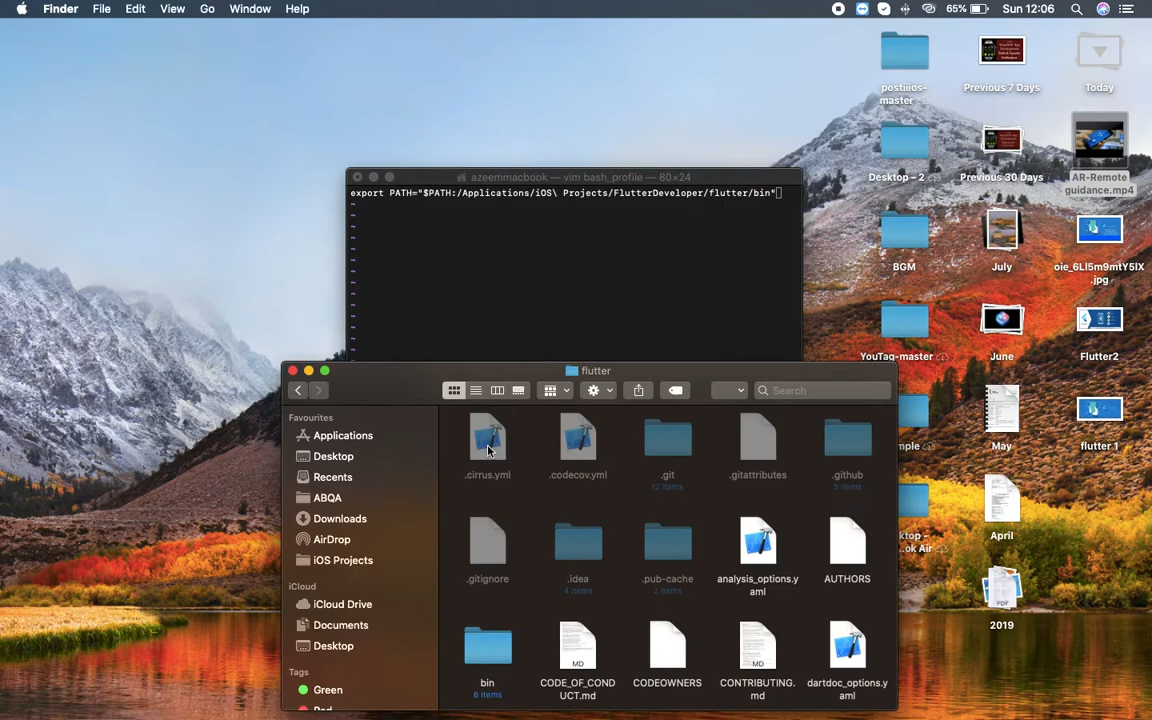 Finder File Edit View Go Window Help
65% Sun 12:06
postiiios-
master
Previous 7 Days
Today
Desktop – 2
Previous 30 Days
AR-Remote
guidance.mp4
BGM
July
oie_6LI5m9mtY5IX
.jpg
YouTag-master
June
Flutter2
May
flutter 1
April
PDF
2019
azeemmacbook — vim bash_profile — 80×24
export PATH="$PATH:/Applications/iOS\ Projects/FlutterDeveloper/flutter/bin"
~
~
~
~
~
~
~
~
~
~
~
~
~
~
flutter
Search
Favourites
Applications
Desktop
Recents
ABQA
Downloads
AirDrop
iOS Projects
iCloud
iCloud Drive
Documents
Desktop
Tags
Green
Red
.cirrus.yml
.codecov.yml
.git
12 items
.gitattributes
.github
.gitignore
.idea
4 items
.pub-cache
2 items
analysis_options.y
aml
AUTHORS
bin
6 items
MD
CODE_OF_COND
UCT.md
CODEOWNERS
MD
CONTRIBUTING.
md
dartdoc_options.y
aml